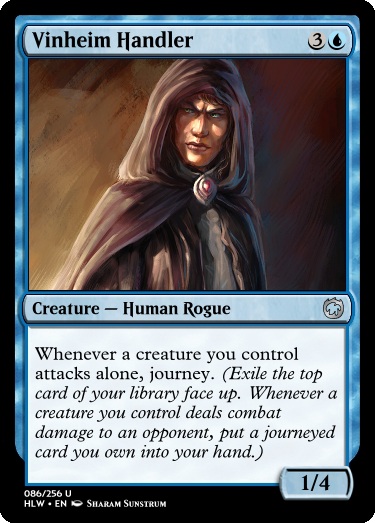 Vinheim Handler 3
Creature — Human Rogue
Whenever a creature you control
attacks alone, journey. (Exile the top
card of your library face up. Whenever a
creature you control deals combat
damage to an opponent, put a journeyed
card you own into your hand.)
1/4
086/256 U
HLW • EN Sharam Sunstrum